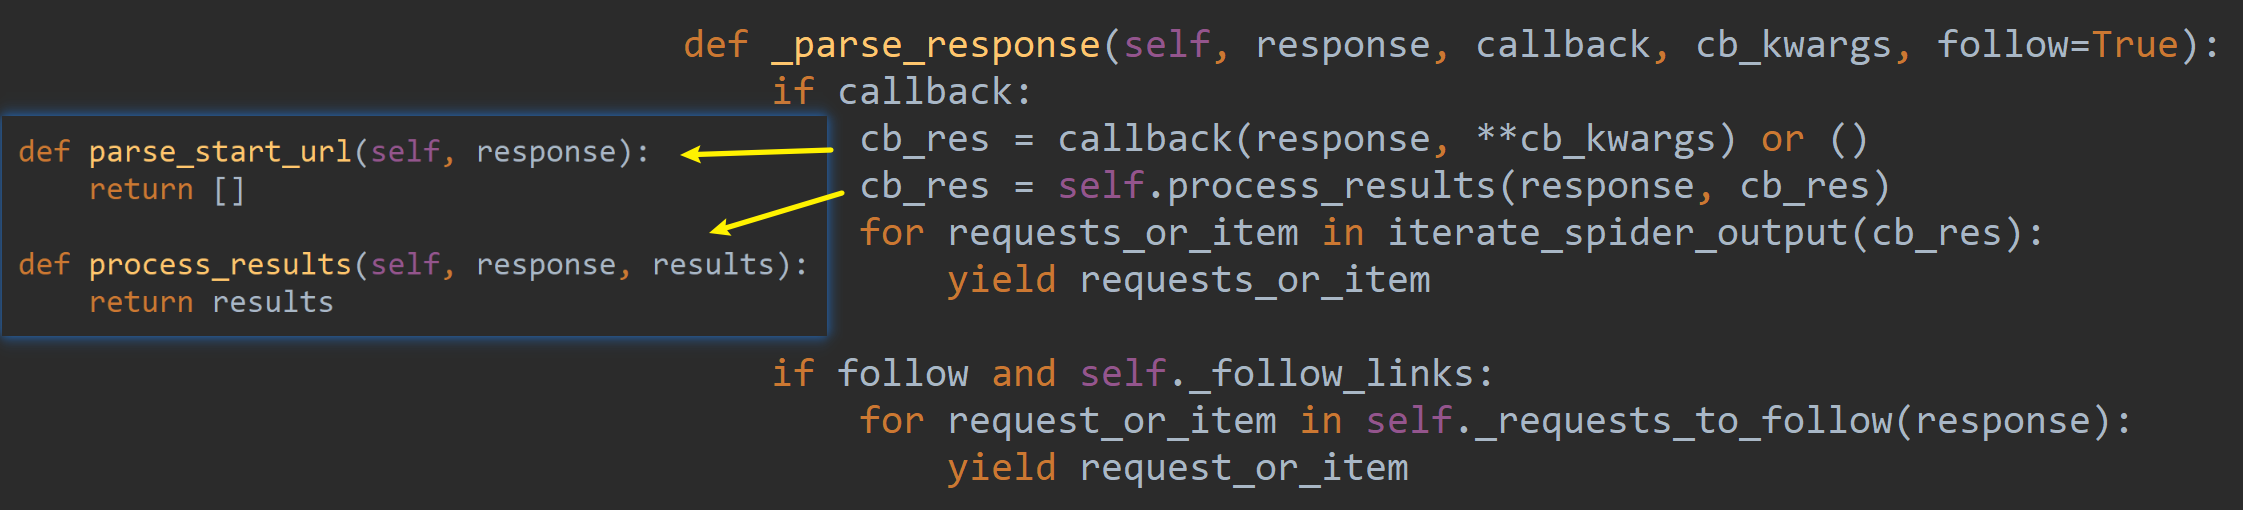 def _parse_response(self, response, callback, cb_kwargs, follow=True):
if callback:
cb_res = callback(response, **cb_kwargs) or ()
cb_res = self.process_results(response, cb_res)
for requests_or_item in iterate_spider_output(cb_res):
yield requests_or_item
if follow and self._follow_links:
for request_or_item in self._requests_to_follow(response):
yield request_or_item
def parse_start_url(self, response):
return []
def process_results(self, response, results):
return results